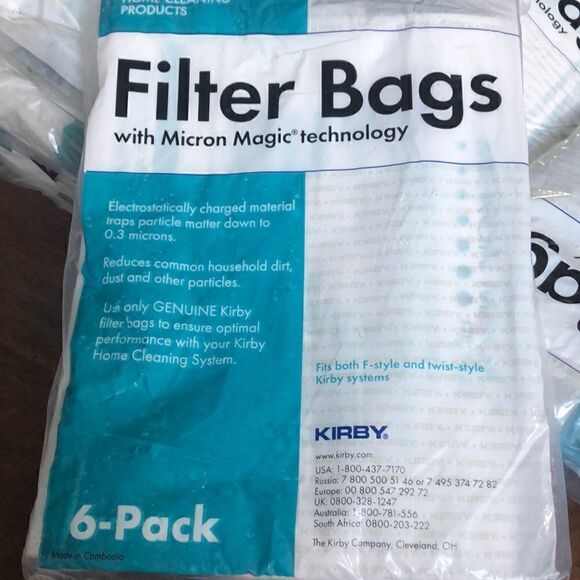 HOME CLEANING
PRODUCTS
Filter Bags
with Micron Magic® technology
Electrostatically charged material
traps particle matter down to
0.3 microns.
Reduces common household dirt,
dust and other particles.
Use only GENUINE Kirby
filter bags to ensure optimal
performance with your Kirby
Home Cleaning System.
Fits both F-style and twist-style
Kirby systems
KIRBY®
www.kirby.com
USA: 1-800-437-7170
Russia: 7 800 500 51 46 or 7 495 374 72 82
Europe: 00 800 547 292 72
UK: 0800-328-1247
Australia: 1-800-781-556
South Africa: 0800-203-222
The Kirby Company, Cleveland, OH
6-Pack
Made in Cambodia